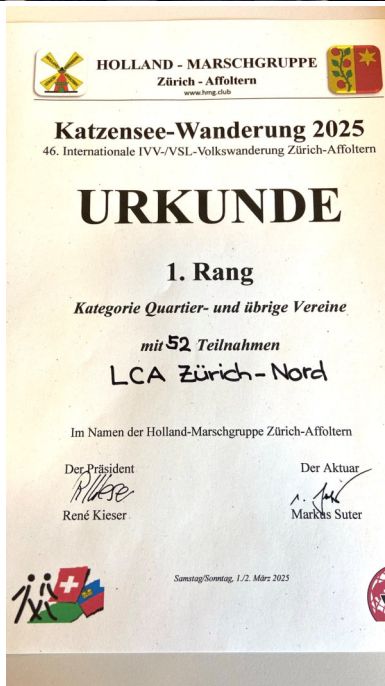 HOLLAND - MARSCHGRUPPE
Zürich - Affoltern
www.hmg.club
Katzensee-Wanderung 2025
46. Internationale IVV-/VSL-Volkswanderung Zürich-Affoltern
URKUNDE
1. Rang
Kategorie Quartier- und übrige Vereine
mit 52 Teilnahmen
LCA Zürich-Nord
Im Namen der Holland-Marschgruppe Zürich-Affoltern
Der Präsident Der Aktuar
René Kieser Markus Suter
Samstag/Sonntag, 1./2. März 2025